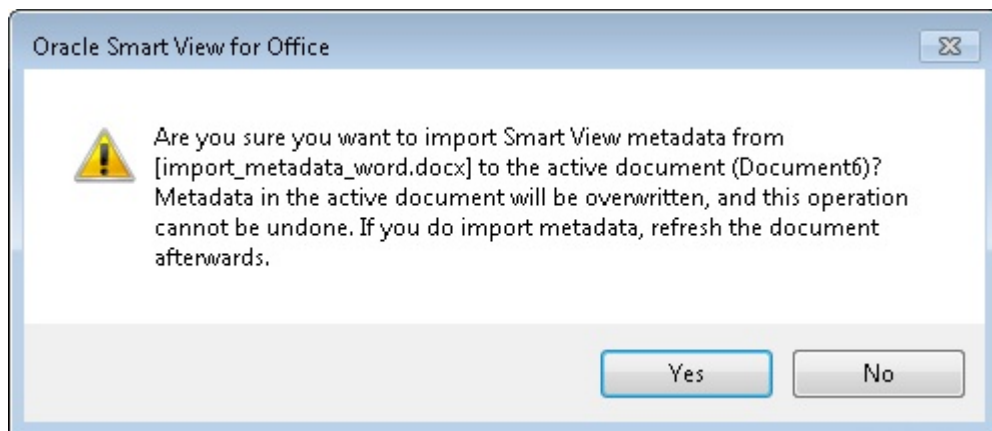 Oracle Smart View for Office
Are you sure you want to import Smart View metadata from
[import_metadata_word.docx] to the active document (Document6)?
Metadata in the active document will be overwritten, and this operation
cannot be undone. If you do import metadata, refresh the document
afterwards.
Yes
No